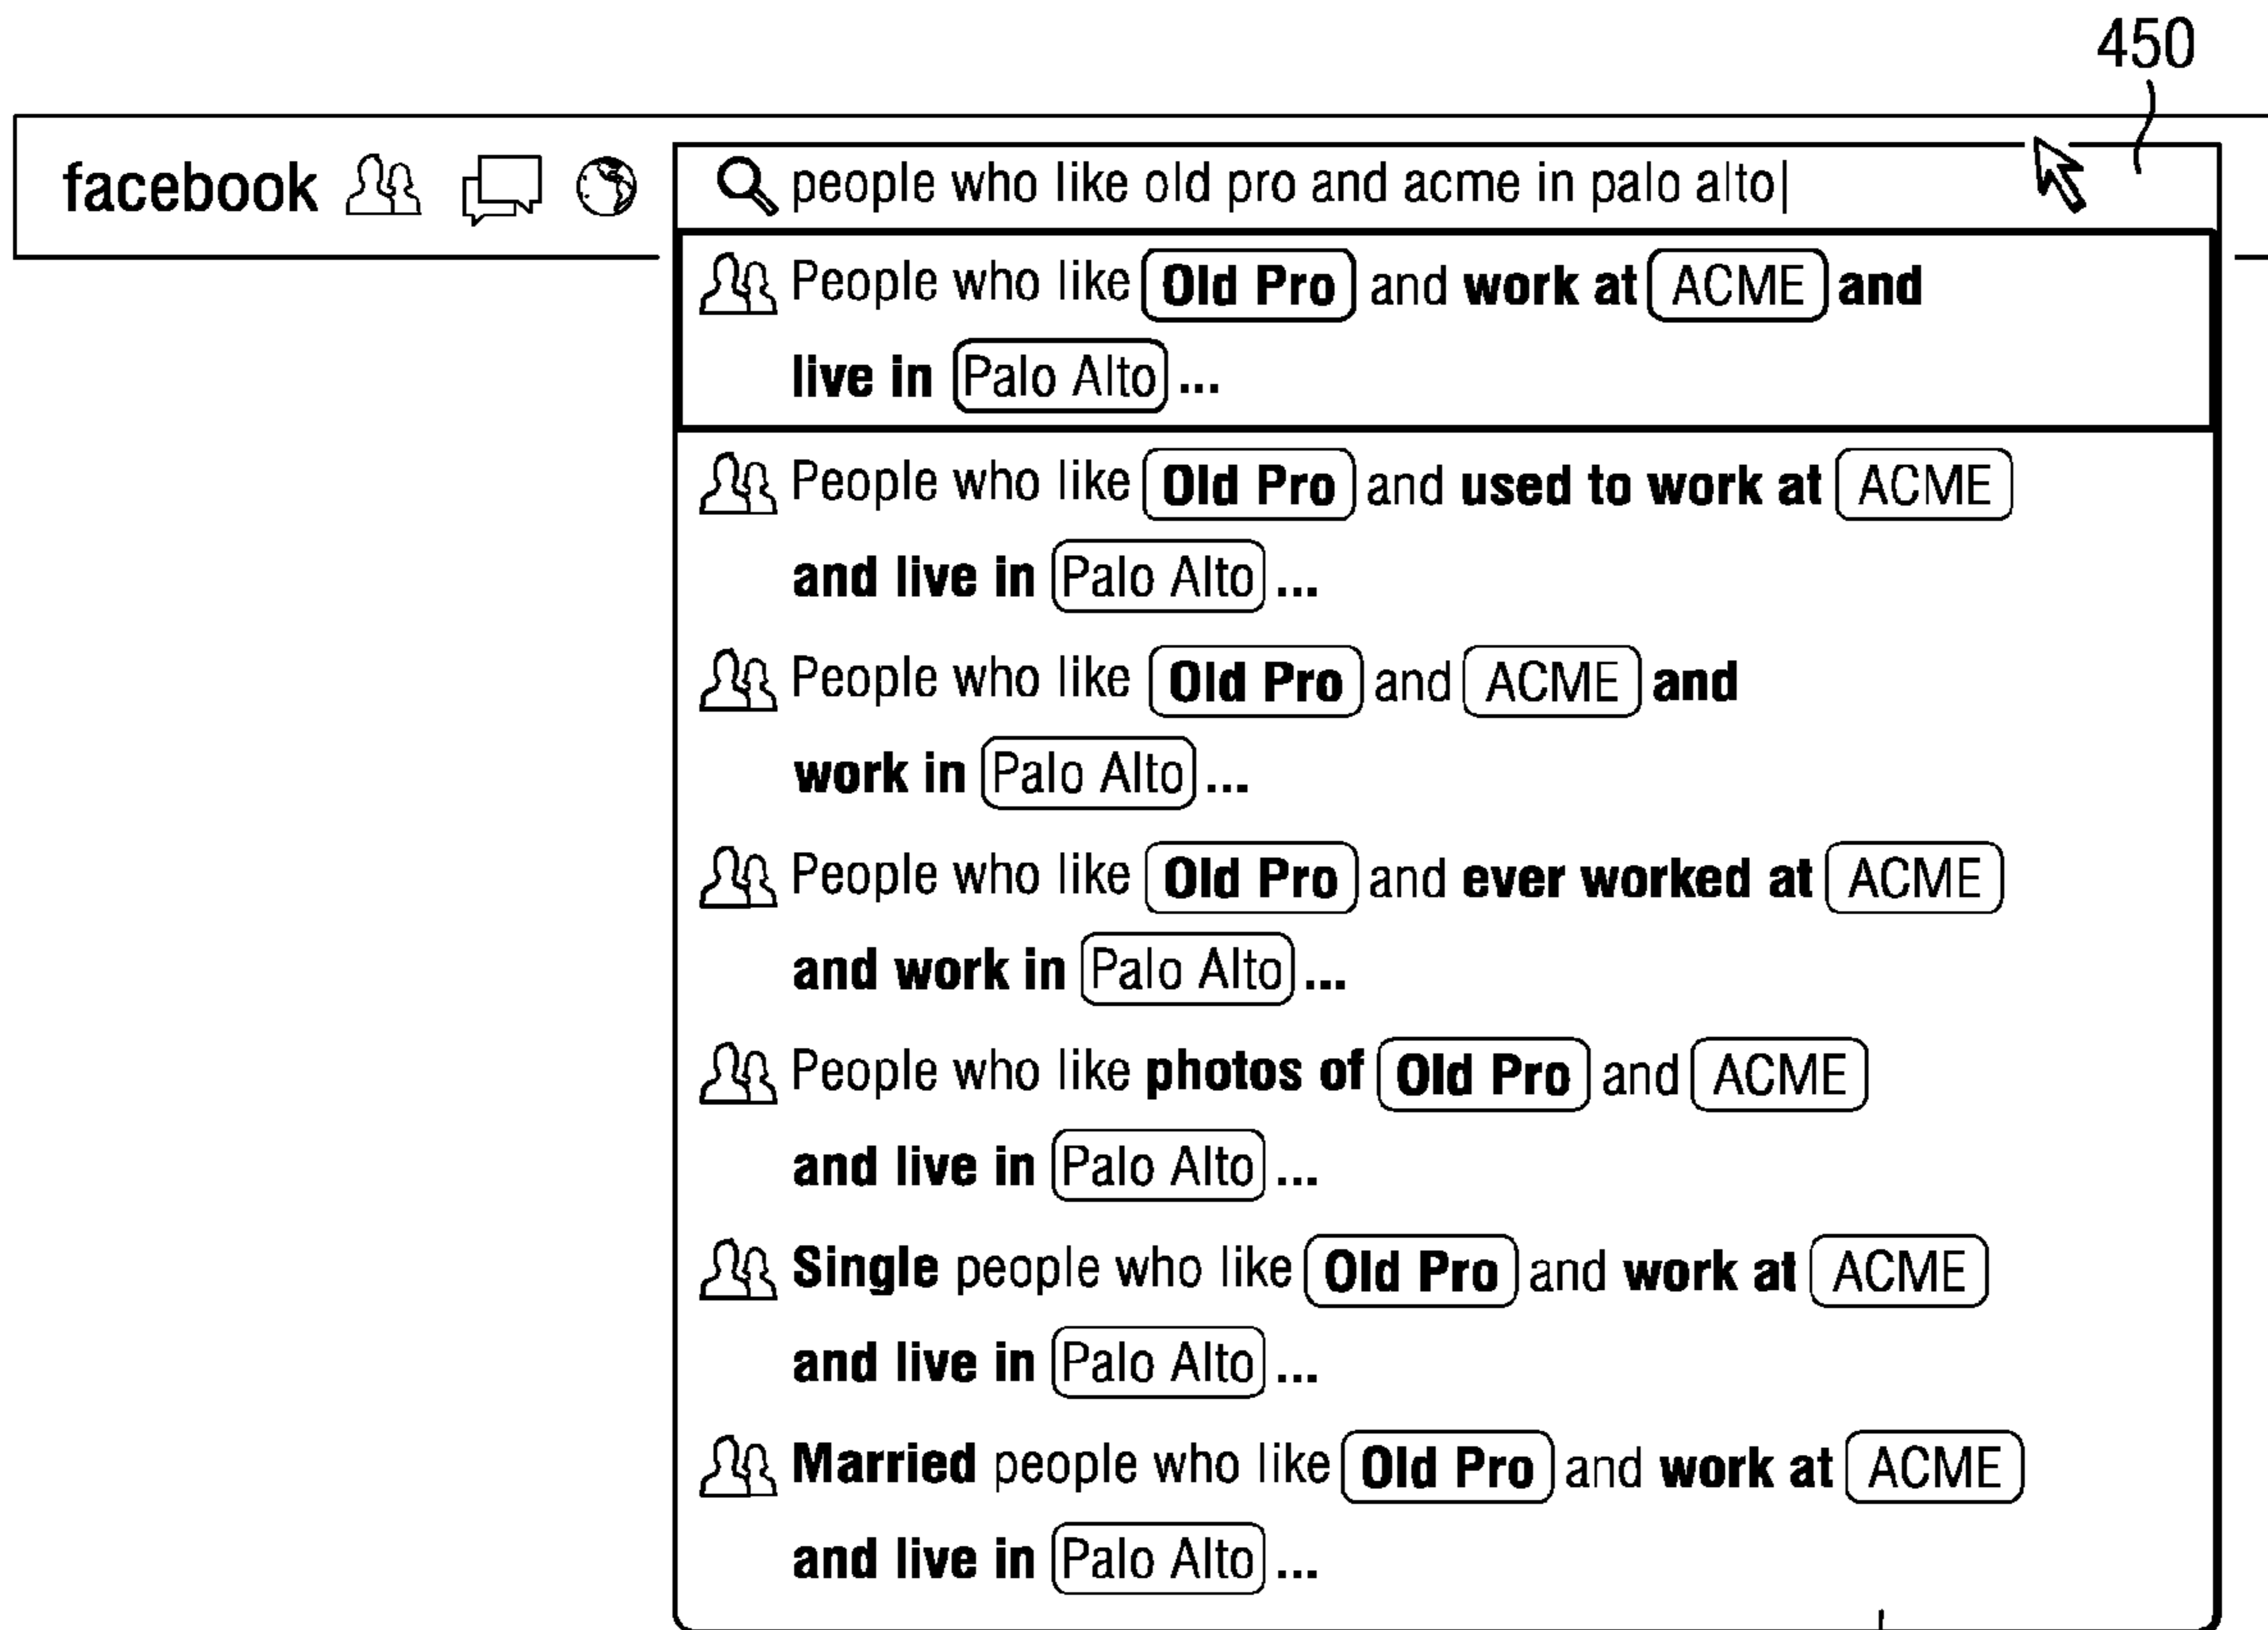 450
facebook people who like old pro and acme in palo alto
People who like Old Pro and work at ACME and
live in Palo Alto ...
People who like Old Pro and used to work at ACME
and live in Palo Alto ...
People who like Old Pro and ACME and
work in Palo Alto ...
People who like Old Pro and ever worked at ACME
and work in Palo Alto ...
People who like photos of Old Pro and ACME
and live in Palo Alto ...
Single people who like Old Pro and work at ACME
and live in Palo Alto ...
Married people who like Old Pro and work at ACME
and live in Palo Alto ...